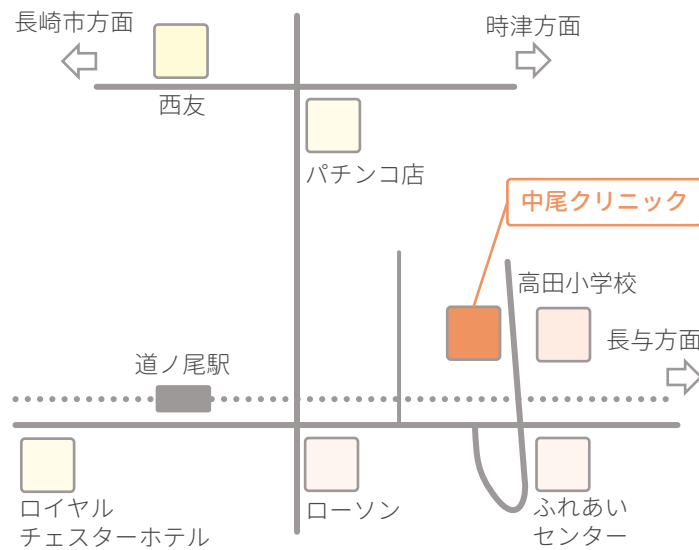 長崎市方面
時津方面
西友
パチンコ店
中尾クリニック
高田小学校
長与方面
道ノ尾駅
ロイヤル
チェスターホテル
ローソン
ふれあい
センター